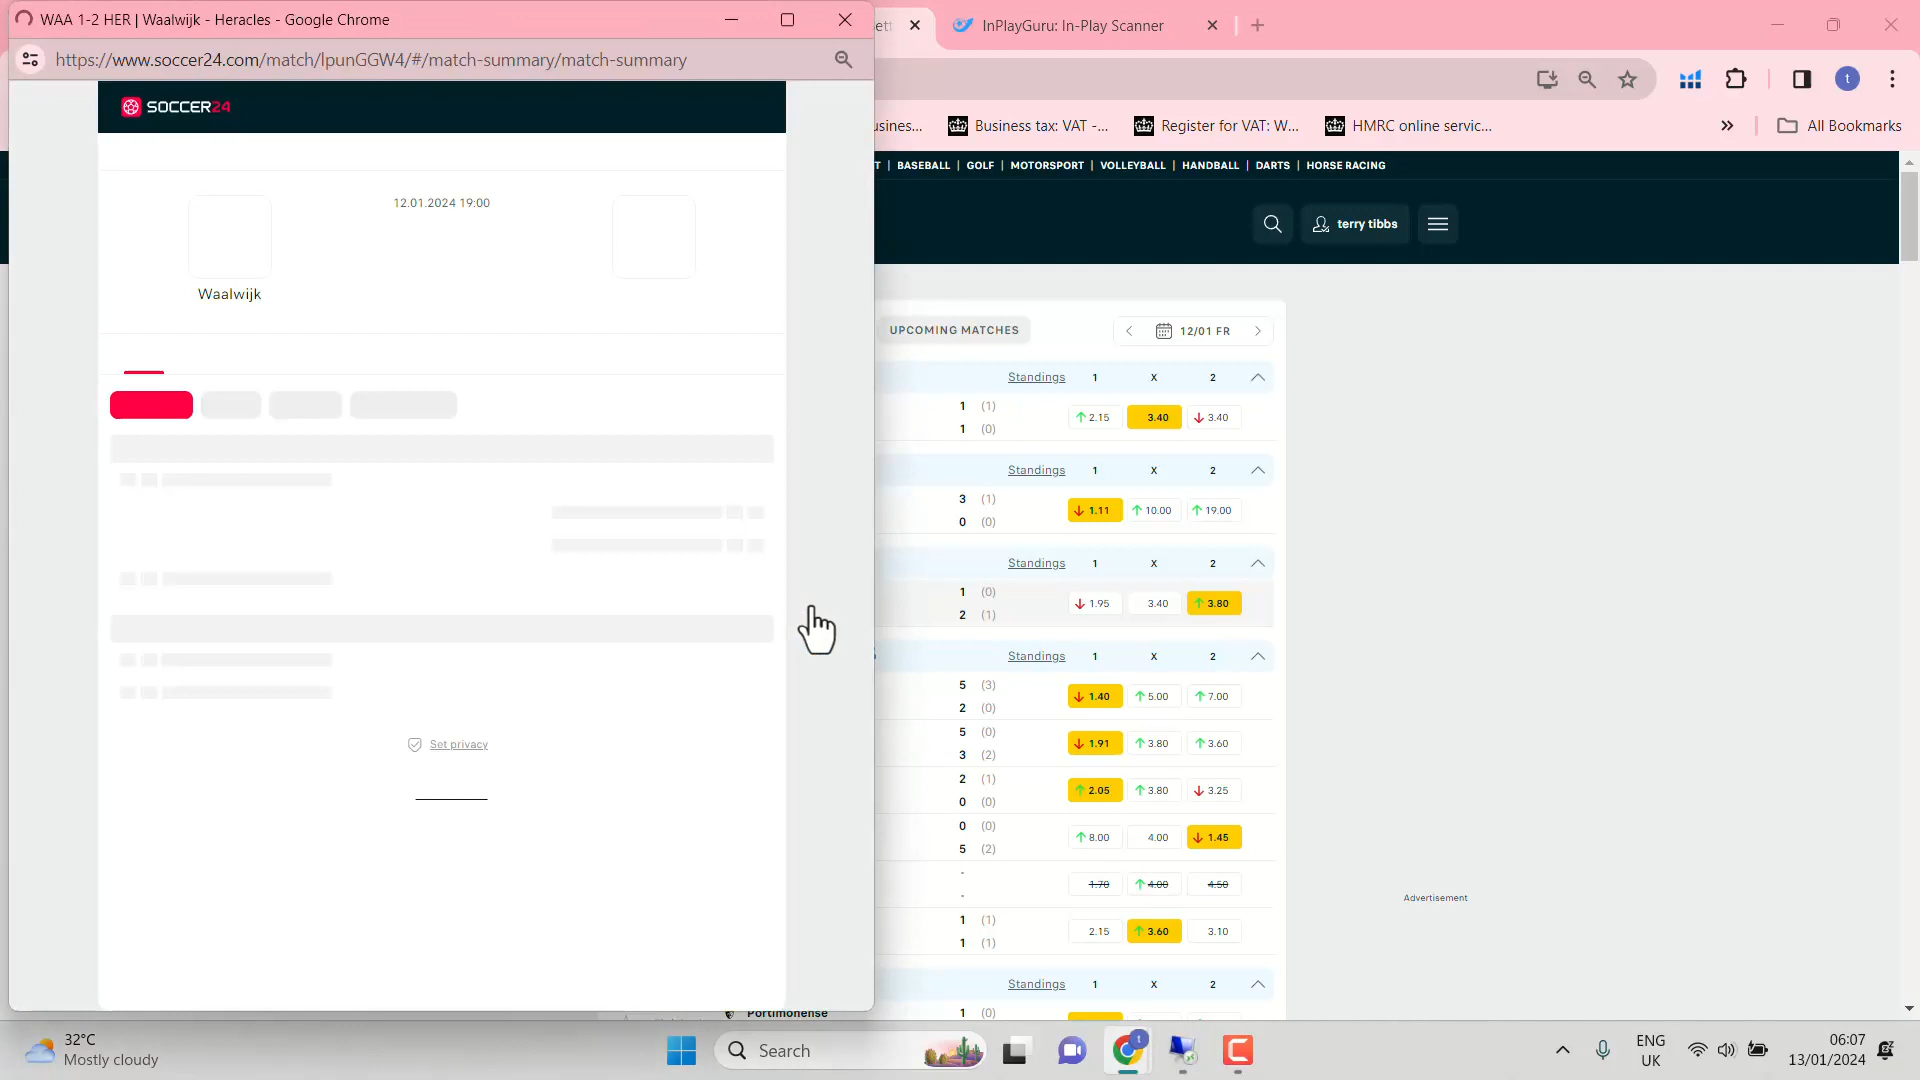 WAA 1-2 HER | Waalwijk - Heracles - Google Chrome
https://www.soccer24.com/match/lpunGGW4/#/match-summary/match-summary
SOCCER24
12.01.2024 19:00
Waalwijk
Set privacy
InPlayGuru: In-Play Scanner
t
Business tax: VAT -...
Register for VAT: W...
HMRC online servic...
All Bookmarks
T | BASEBALL | GOLF | MOTORSPORT | VOLLEYBALL | HANDBALL | DARTS | HORSE RACING
terry tibbs
UPCOMING MATCHES
12/01 FR
Standings 1 X 2
1 (1)
1 (0)
2.15 3.40 3.40
Standings 1 X 2
3 (1)
0 (0)
1.11 10.00 19.00
Standings 1 X 2
1 (0)
2 (1)
1.95 3.40 3.80
Standings 1 X 2
5 (3)
2 (0)
1.40 5.00 7.00
5 (0)
3 (2)
1.91 3.80 3.60
2 (1)
0 (0)
2.05 3.80 3.25
0 (0)
5 (2)
8.00 4.00 1.45
-
-
1.70 4.00 4.50
1 (1)
1 (1)
2.15 3.60 3.10
Standings 1 X 2
1 (0)
Portimonense
Advertisement
32°C
Mostly cloudy
Search
ENG
UK
06:07
13/01/2024